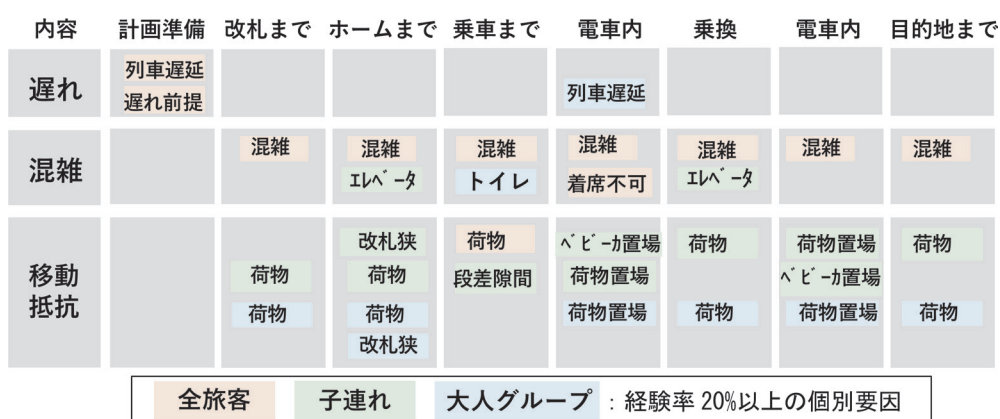 内容 計画準備 改札まで ホームまで 乗車まで 電車内 乗換 電車内 目的地まで
遅れ
列車遅延
遅れ前提
列車遅延
混雑
混雑 混雑 混雑 混雑 混雑 混雑 混雑
エレベータ トイレ 着席不可 エレベータ
移動
抵抗
改札狭 荷物 ベビーカ置場 荷物 荷物置場 荷物
荷物 荷物 段差隙間 荷物置場 ベビーカ置場
荷物 荷物 荷物置場 荷物 荷物置場 荷物
改札狭
全旅客 子連れ 大人グループ：経験率 20%以上の個別要因